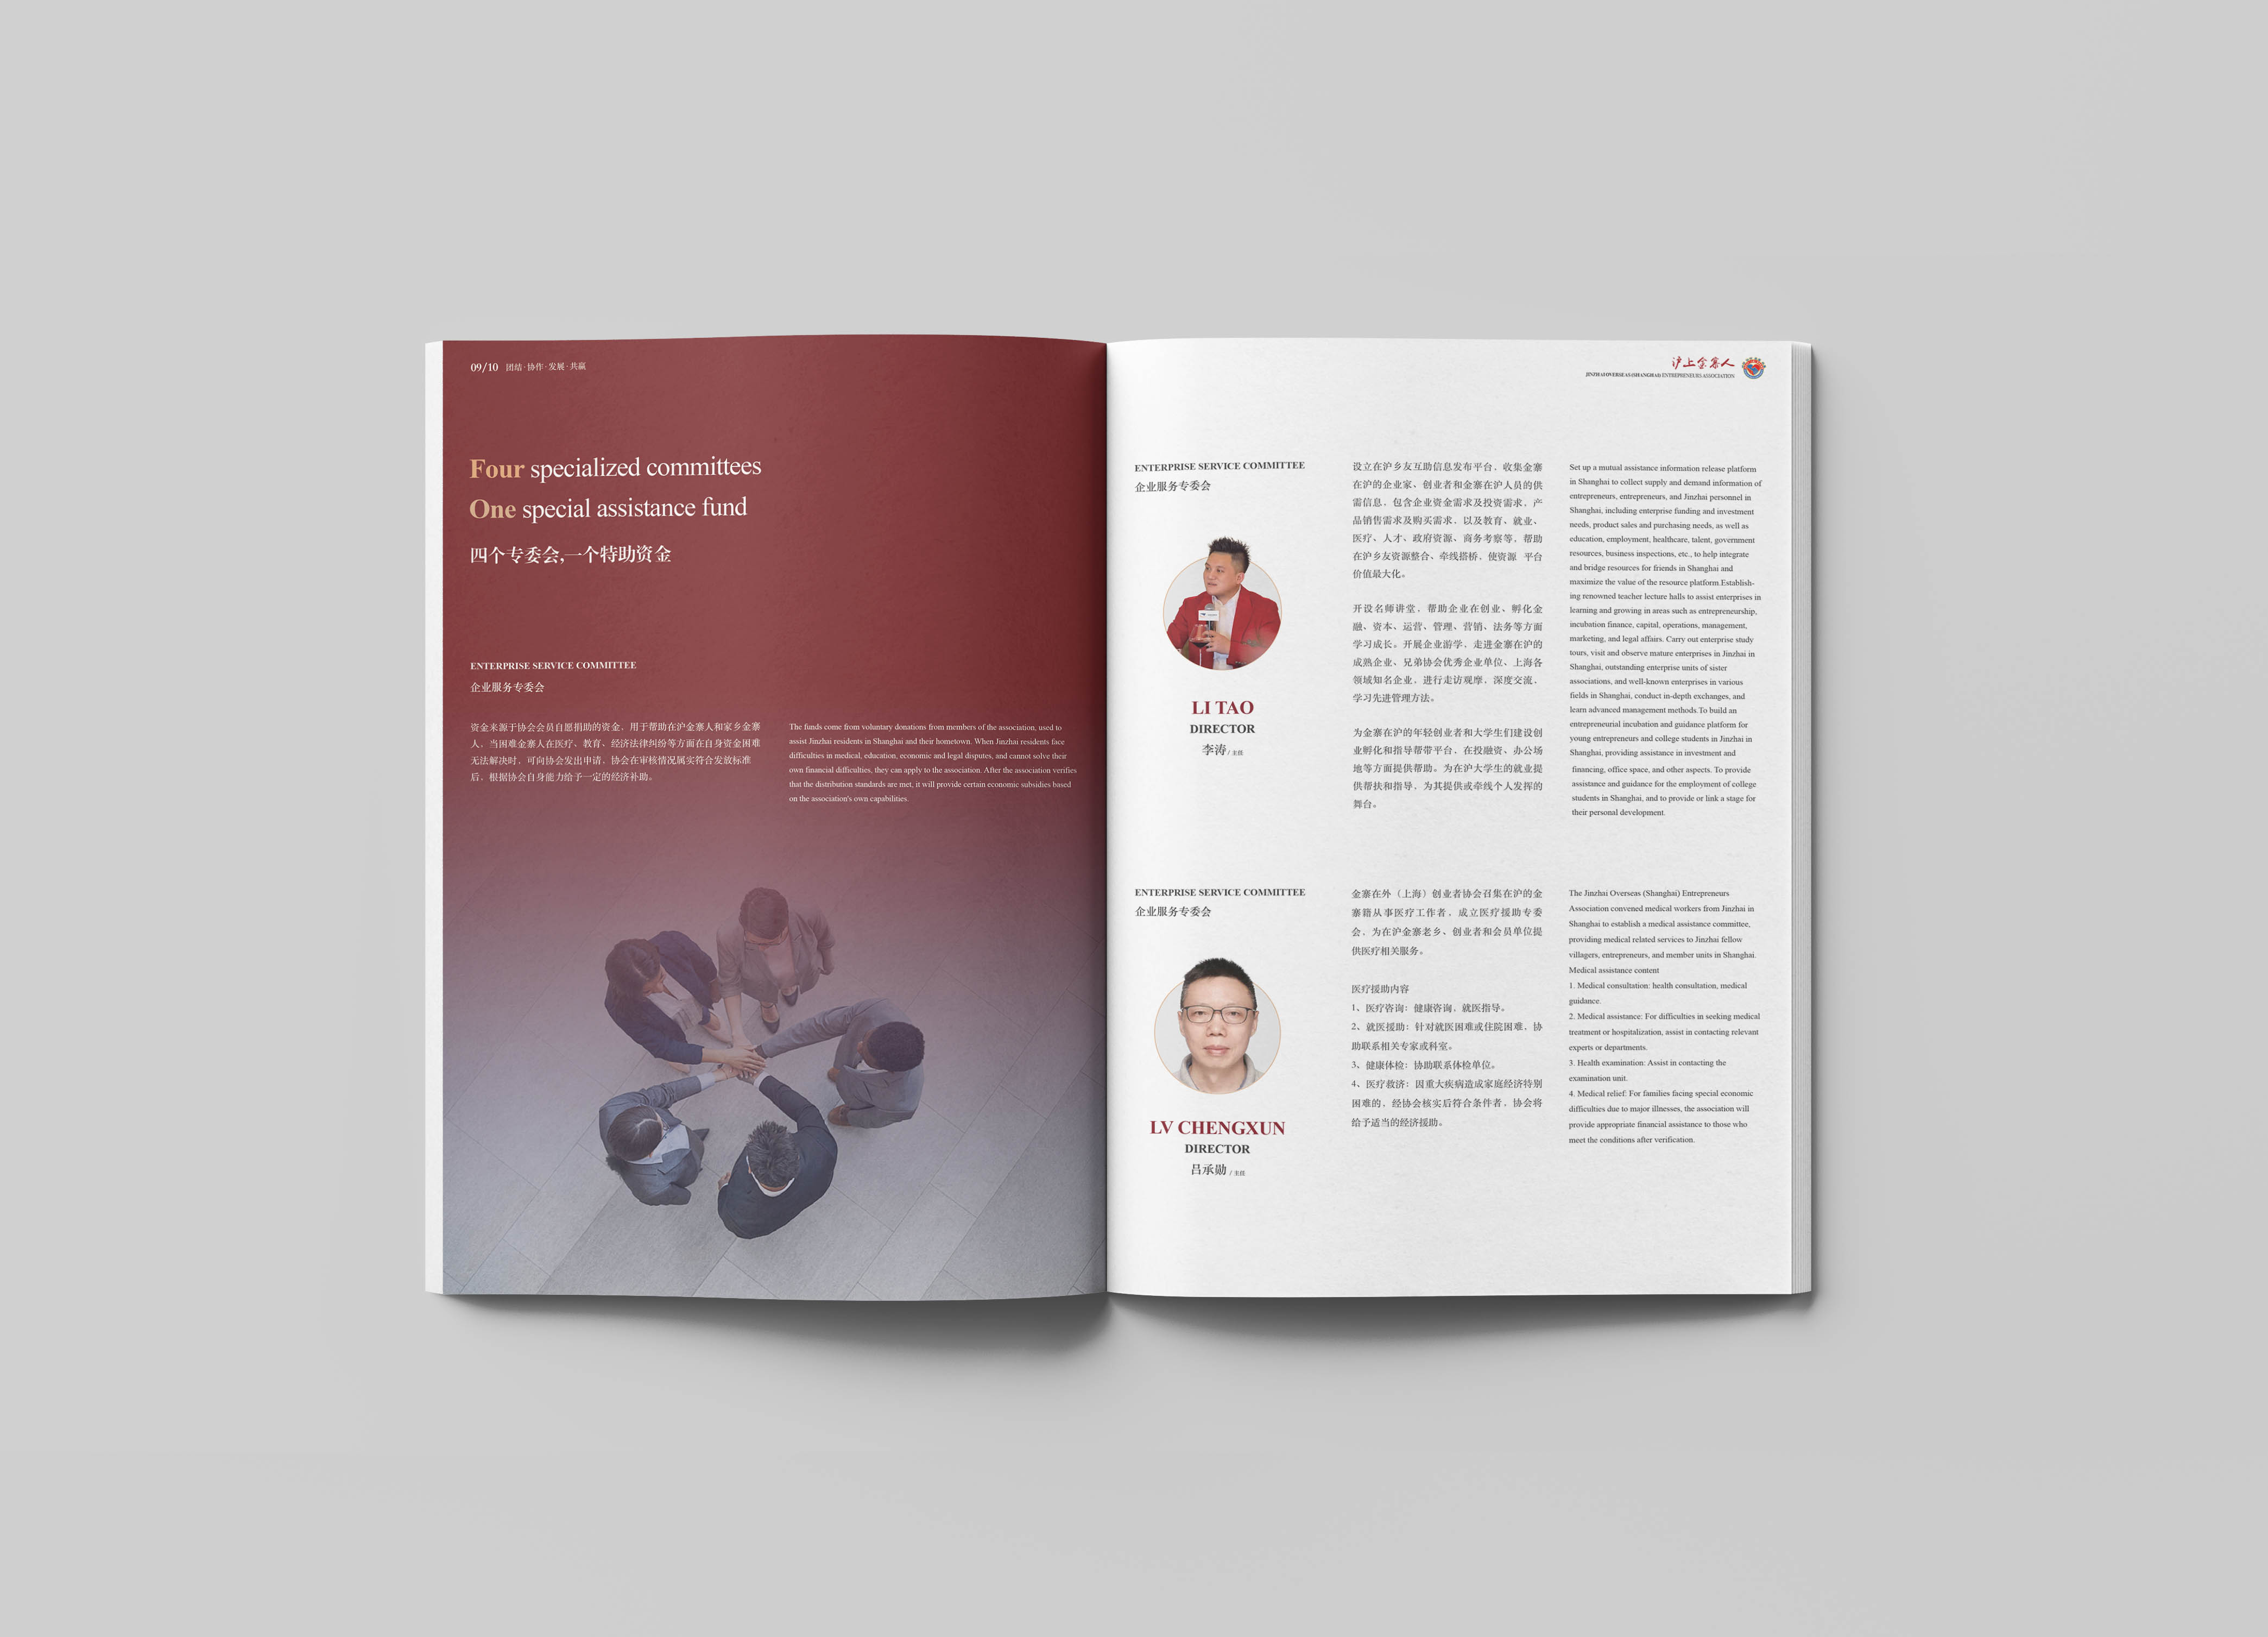 09/10 团结·协作·发展·共赢
Four specialized committees
One special assistance fund
四个专委会,一个特助资金
ENTERPRISE SERVICE COMMITTEE
企业服务专委会
资金来源于协会会员自愿捐助的资金，用于帮助在沪金寨人和家乡金寨
人，当困难金寨人在医疗、教育、经济法律纠纷等方面在自身资金困难
无法解决时，可向协会发出申请，协会在审核情况属实符合发放标准
后，根据协会自身能力给予一定的经济补助。
The funds come from voluntary donations from members of the association, used to
assist Jinzhai residents in Shanghai and their hometown. When Jinzhai residents face
difficulties in medical, education, economic and legal disputes, and cannot solve their
own financial difficulties, they can apply to the association. After the association verifies
that the distribution standards are met, it will provide certain economic subsidies based
on the association's own capabilities.
沪上金寨人
JINZHAI OVERSEAS (SHANGHAI) ENTREPRENEURS ASSOCIATION
ENTERPRISE SERVICE COMMITTEE
企业服务专委会
LI TAO
DIRECTOR
李涛 / 主任
设立在沪乡友互助信息发布平台，收集金寨
在沪的企业家、创业者和金寨在沪人员的供
需信息，包含企业资金需求及投资需求，产
品销售需求及购买需求，以及教育、就业、
医疗、人才、政府资源、商务考察等，帮助
在沪乡友资源整合、牵线搭桥，使资源 平台
价值最大化。
开设名师讲堂，帮助企业在创业、孵化金
融、资本、运营、管理、营销、法务等方面
学习成长。开展企业游学，走进金寨在沪的
成熟企业、兄弟协会优秀企业单位、上海各
领域知名企业，进行走访观摩，深度交流，
学习先进管理方法。
为金寨在沪的年轻创业者和大学生们建设创
业孵化和指导帮带平台，在投融资、办公场
地等方面提供帮助。为在沪大学生的就业提
供帮扶和指导，为其提供或牵线个人发挥的
舞台。
Set up a mutual assistance information release platform
in Shanghai to collect supply and demand information of
entrepreneurs, entrepreneurs, and Jinzhai personnel in
Shanghai, including enterprise funding and investment
needs, product sales and purchasing needs, as well as
education, employment, healthcare, talent, government
resources, business inspections, etc., to help integrate
and bridge resources for friends in Shanghai and
maximize the value of the resource platform.Establish-
ing renowned teacher lecture halls to assist enterprises in
learning and growing in areas such as entrepreneurship,
incubation finance, capital, operations, management,
marketing, and legal affairs. Carry out enterprise study
tours, visit and observe mature enterprises in Jinzhai in
Shanghai, outstanding enterprise units of sister
associations, and well-known enterprises in various
fields in Shanghai, conduct in-depth exchanges, and
learn advanced management methods.To build an
entrepreneurial incubation and guidance platform for
young entrepreneurs and college students in Jinzhai in
Shanghai, providing assistance in investment and
financing, office space, and other aspects. To provide
assistance and guidance for the employment of college
students in Shanghai, and to provide or link a stage for
their personal development.
ENTERPRISE SERVICE COMMITTEE
企业服务专委会
LV CHENGXUN
DIRECTOR
吕承勋 / 主任
金寨在外（上海）创业者协会召集在沪的金
寨籍从事医疗工作者，成立医疗援助专委
会，为在沪金寨老乡、创业者和会员单位提
供医疗相关服务。
医疗援助内容
1、医疗咨询：健康咨询，就医指导。
2、就医援助：针对就医困难或住院困难，协
助联系相关专家或科室。
3、健康体检：协助联系体检单位。
4、医疗救济：因重大疾病造成家庭经济特别
困难的，经协会核实后符合条件者，协会将
给予适当的经济援助。
The Jinzhai Overseas (Shanghai) Entrepreneurs
Association convened medical workers from Jinzhai in
Shanghai to establish a medical assistance committee,
providing medical related services to Jinzhai fellow
villagers, entrepreneurs, and member units in Shanghai.
Medical assistance content
1. Medical consultation: health consultation, medical
guidance.
2. Medical assistance: For difficulties in seeking medical
treatment or hospitalization, assist in contacting relevant
experts or departments.
3. Health examination: Assist in contacting the
examination unit.
4. Medical relief: For families facing special economic
difficulties due to major illnesses, the association will
provide appropriate financial assistance to those who
meet the conditions after verification.